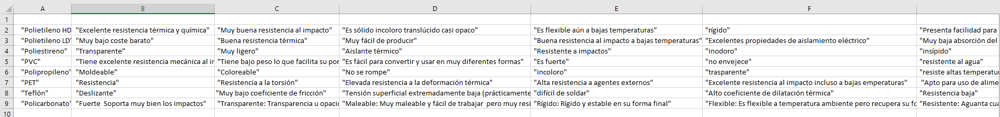 A B C D E F
1
2 "Polietileno HD "Excelente resistencia térmica y química" "Muy buena resistencia al impacto" "Es sólido incoloro translúcido casi opaco" "Es flexible aún a bajas temperaturas" "rígido" "Presenta facilidad para
3 "Polietileno LD" "Muy bajo coste barato" "Buena resistencia térmica" "Muy fácil de producir" "Buena resistencia al impacto a bajas temperaturas" "Excelentes propiedades de aislamiento eléctrico" "Muy baja absorción del
4 "Poliestireno" "Transparente" "Muy ligero" "Aislante térmico" "Resistente a impactos" "inodoro" "insípido"
5 "PVC" "Tiene excelente resistencia mecánica al "Tiene bajo peso lo que facilita su "Es fácil para convertir y usar en muy diferentes formas" "Es fuerte" "no envejece" "resistente al agua"
6 "Polipropileno" "Moldeable" "Coloreable" "No se rompe" "incoloro" "trasparente" "resiste altas
7 "PET" "Resistencia" "Resistencia a la torsión" "Elevada resistencia a la deformación térmica" "Alta resistencia a agentes externos" "Excelente resistencia al impacto incluso a bajas emperaturas" "Apto para uso de
8 "Teflón" "Deslizante" "Muy bajo coeficiente de fricción" "Tensión superficial extremadamente baja (prácticamente "difícil de soldar" "Alto coeficiente de dilatación térmica" "Resistencia baja"
9 "Policarbonato" "Fuerte Soporta muy bien los impactos" "Transparente: Transparencia u "Maleable: Muy maleable y fácil de trabajar pero muy "Rígido: Rígido y estable en su forma final" "Flexible: Es flexible a temperatura ambiente pero recupera su "Resistente: Aguanta
10